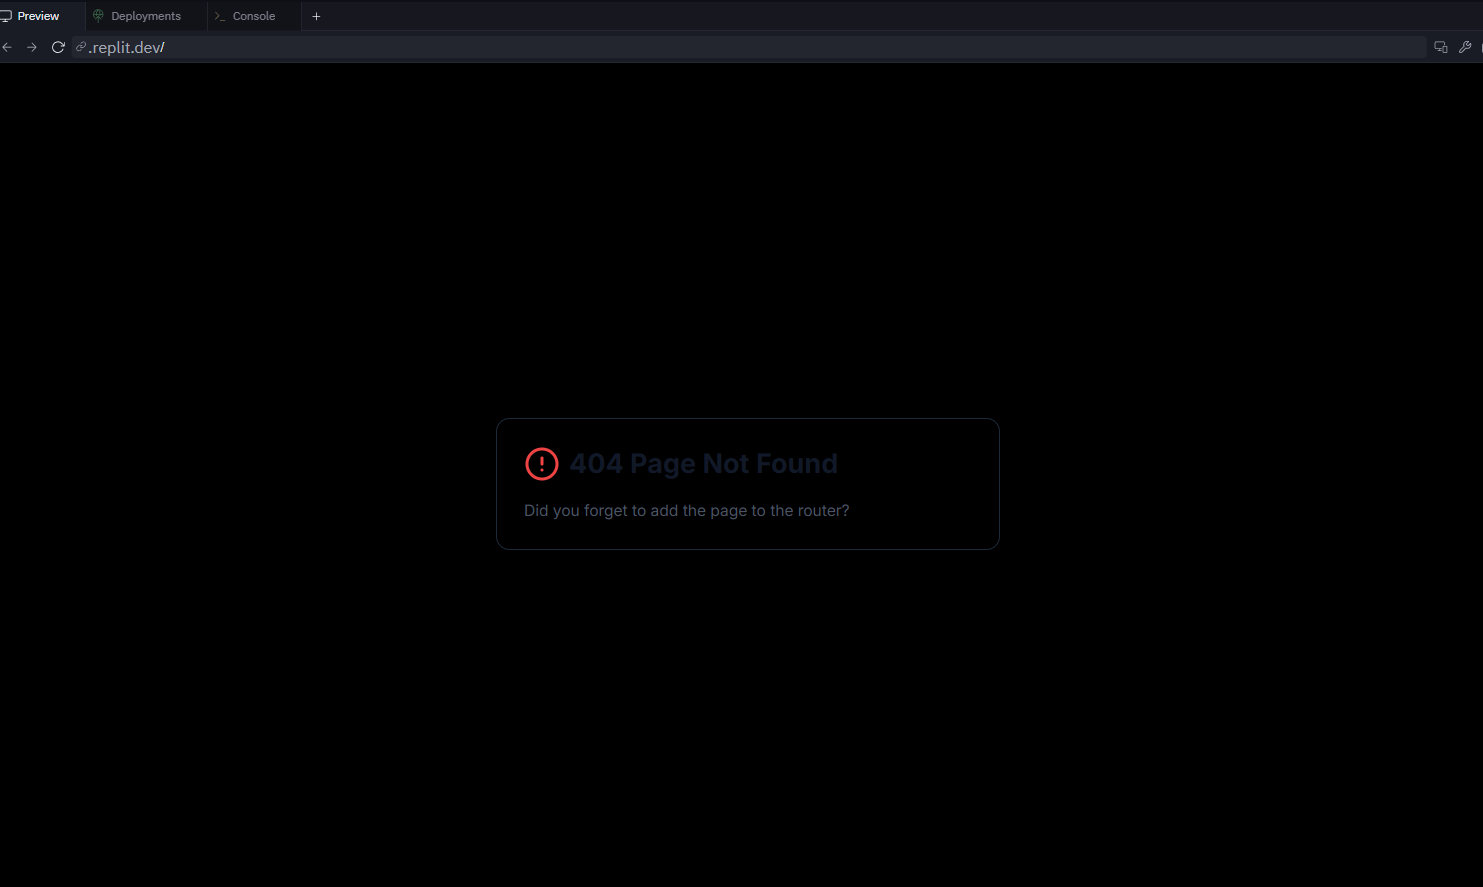 Preview
Deployments
Console
.replit.dev/
404 Page Not Found
Did you forget to add the page to the router?